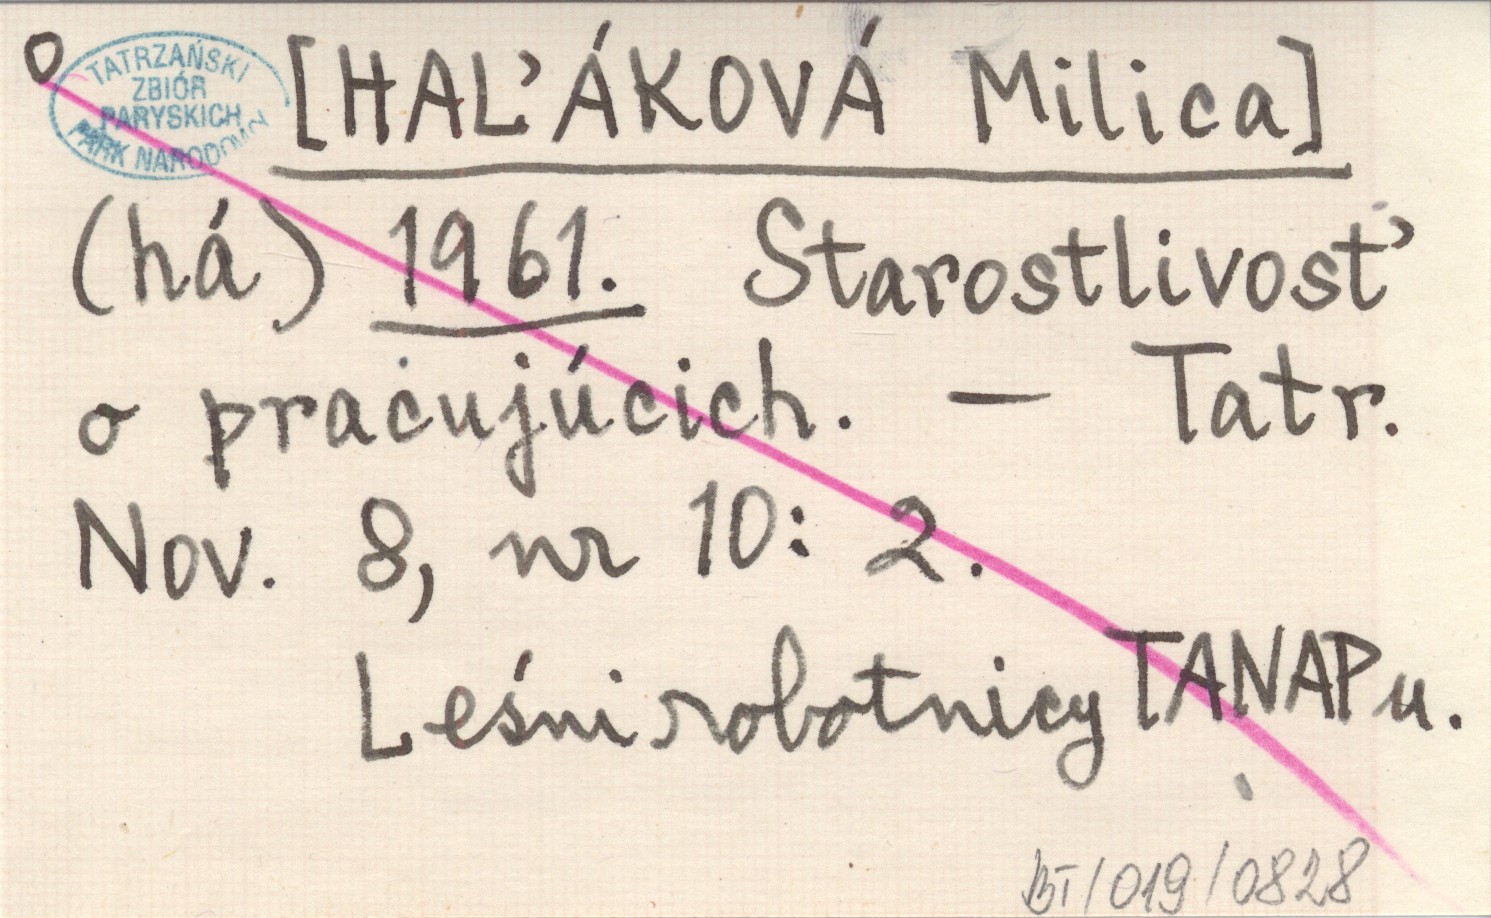 TATRZAŃSKI
ZBIÓR
PARYSKICH
PARK NARODOWY
[HAĽÁKOVÁ Milica]
(há) 1961. Starostlivosť
o pracujúcich. — Tatr.
Nov. 8, nr 10: 2.
Leśni robotnicy TANAPu.
BT/019/0828